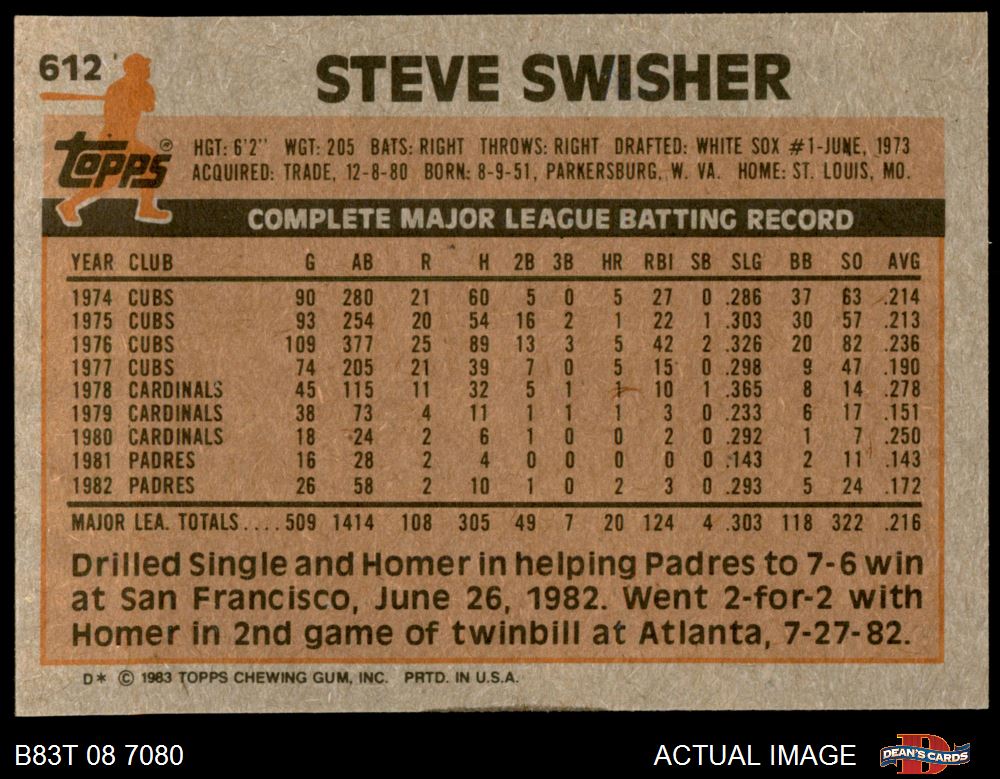 612
STEVE SWISHER
Topps®
HGT: 6'2" WGT: 205 BATS: RIGHT THROWS: RIGHT DRAFTED: WHITE SOX #1-JUNE, 1973
ACQUIRED: TRADE, 12-8-80 BORN: 8-9-51, PARKERSBURG, W. VA. HOME: ST. LOUIS, MO.
COMPLETE MAJOR LEAGUE BATTING RECORD
YEAR CLUB G AB R H 2B 3B HR RBI SB SLG BB SO AVG
1974 CUBS 90 280 21 60 5 0 5 27 0 .286 37 63 .214
1975 CUBS 93 254 20 54 16 2 1 22 1 .303 30 57 .213
1976 CUBS 109 377 25 89 13 3 5 42 2 .326 20 82 .236
1977 CUBS 74 205 21 39 7 0 5 15 0 .298 9 47 .190
1978 CARDINALS 45 115 11 32 5 1 1 10 1 .365 8 14 .278
1979 CARDINALS 38 73 4 11 1 1 1 3 0 .233 6 17 .151
1980 CARDINALS 18 24 2 6 1 0 0 2 0 .292 1 7 .250
1981 PADRES 16 28 2 4 0 0 0 0 0 .143 2 11 .143
1982 PADRES 26 58 2 10 1 0 2 3 0 .293 5 24 .172
MAJOR LEA. TOTALS....509 1414 108 305 49 7 20 124 4 .303 118 322 .216
Drilled Single and Homer in helping Padres to 7-6 win
at San Francisco, June 26, 1982. Went 2-for-2 with
Homer in 2nd game of twinbill at Atlanta, 7-27-82.
D* © 1983 TOPPS CHEWING GUM, INC. PRTD. IN U.S.A.
B83T 08 7080
ACTUAL IMAGE
D
DEAN'S CARDS